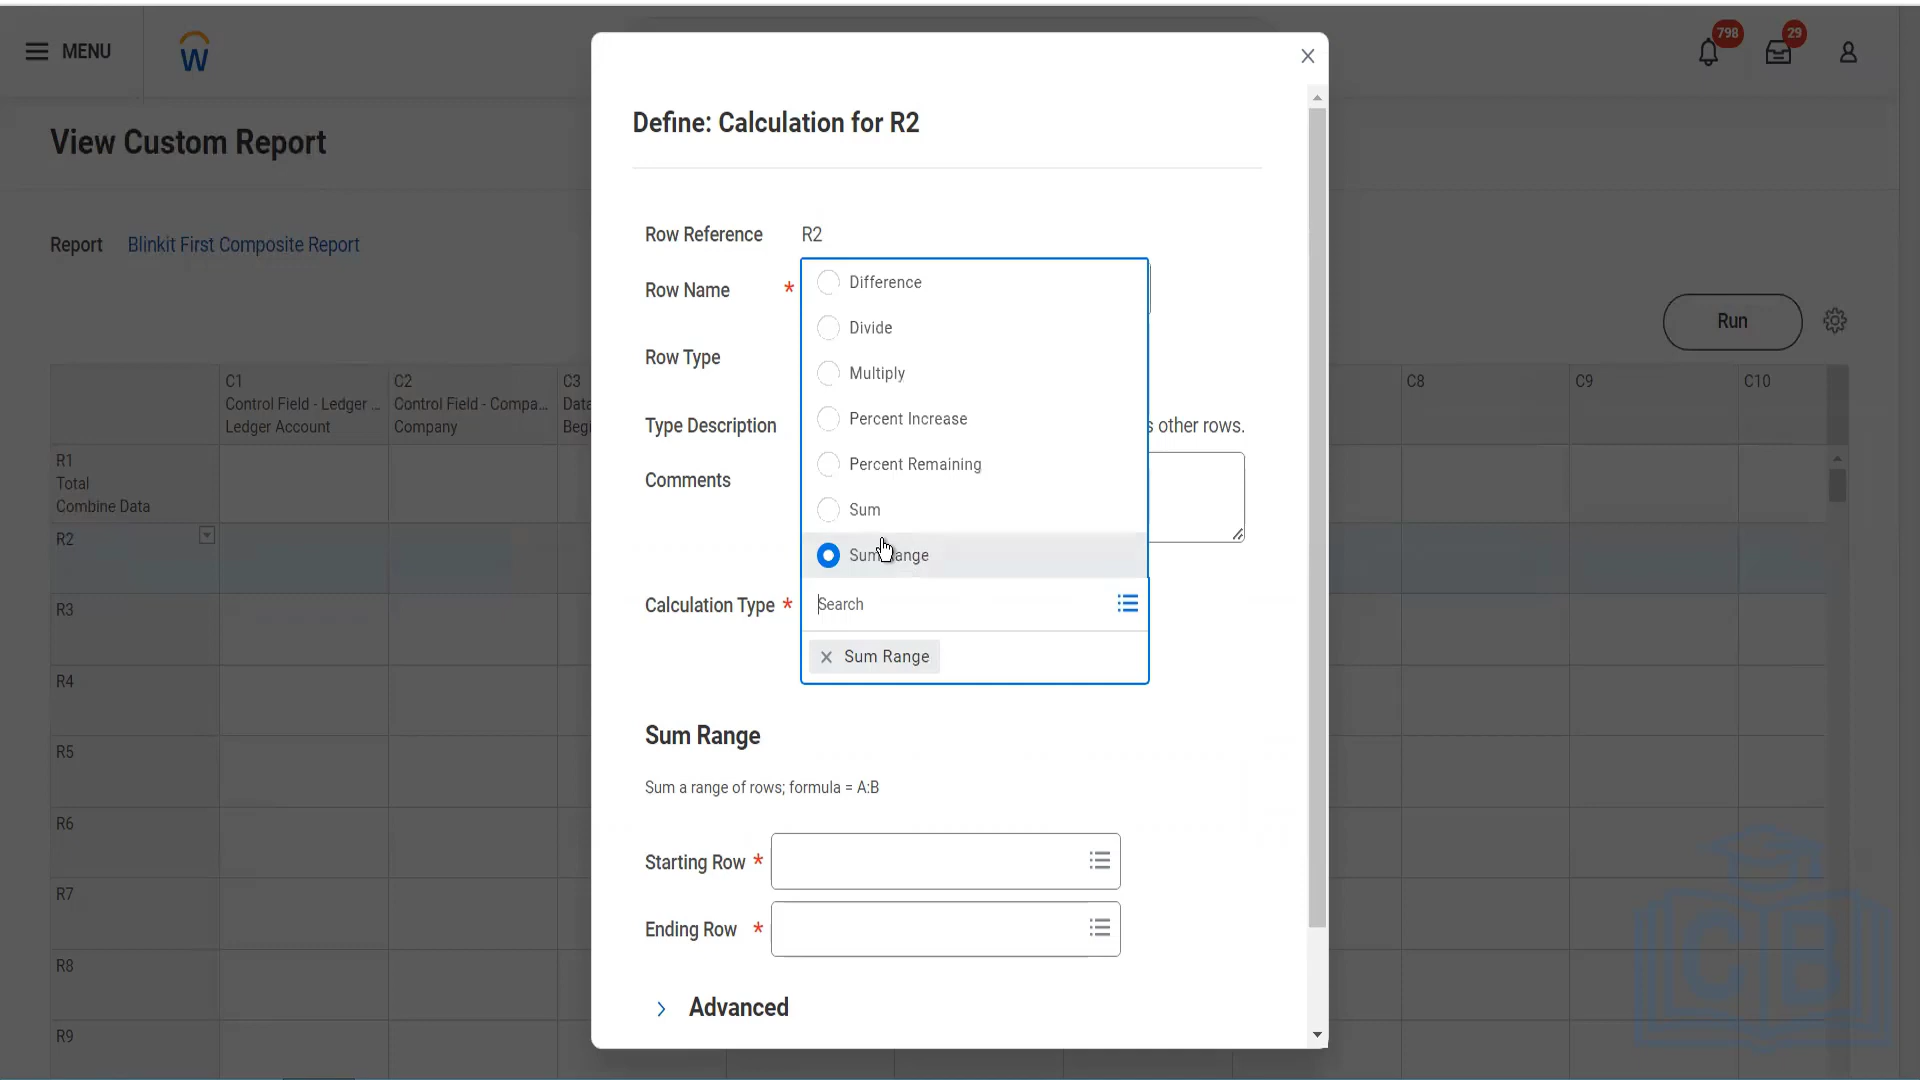 MENU
W
798
29
View Custom Report
Report Blinkit First Composite Report
Run
C1
Control Field - Ledger ...
Ledger Account
C2
Control Field - Compa...
Company
C3
Data
Begi
C8
C9
C10
R1
Total
Combine Data
R2
R3
R4
R5
R6
R7
R8
R9
Define: Calculation for R2
Row Reference R2
Row Name *
Row Type
Type Description
s other rows.
Comments
Difference
Divide
Multiply
Percent Increase
Percent Remaining
Sum
Sum Range
Calculation Type * Search
Sum Range
Sum Range
Sum a range of rows; formula = A:B
Starting Row *
Ending Row *
Advanced
CB